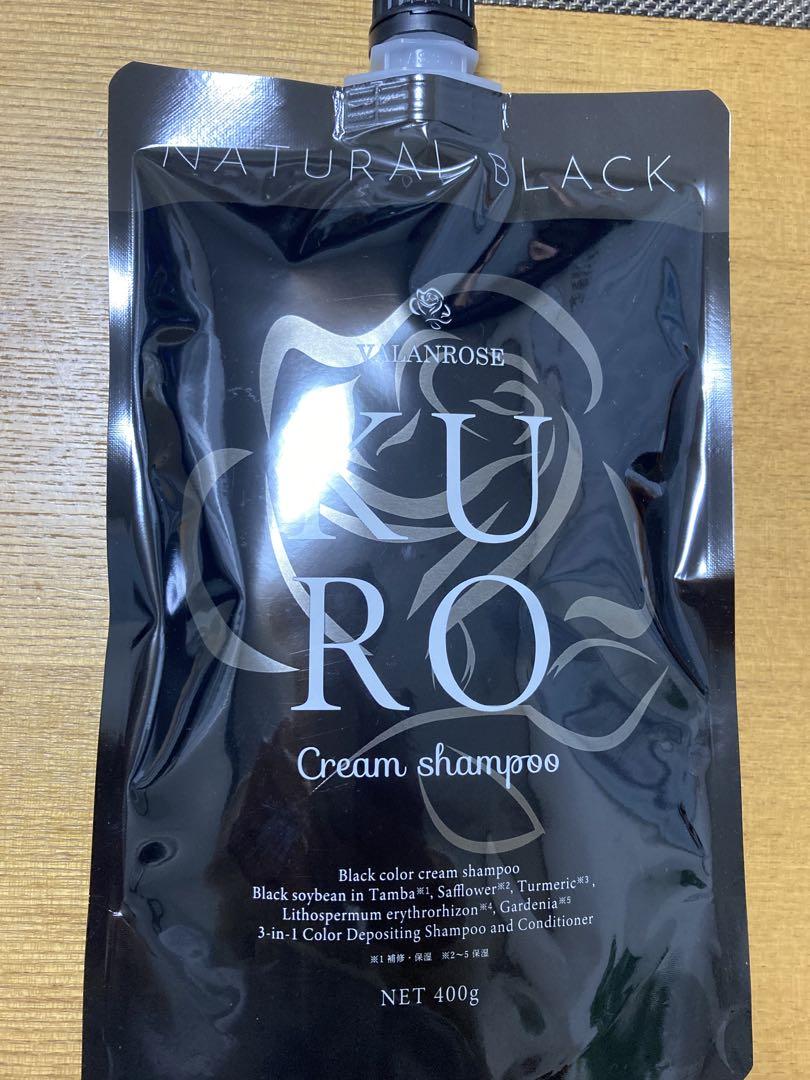 NATURAL BLACK
VALANROSE
KU
RO
Cream shampoo
Black color cream shampoo
Black soybean in Tamba※1, Safflower※2, Turmeric※3,
Lithospermum erythrorhizon※4, Gardenia※5
3-in-1 Color Depositing Shampoo and Conditioner
※1 補修・保湿 ※2〜5 保湿
NET 400g